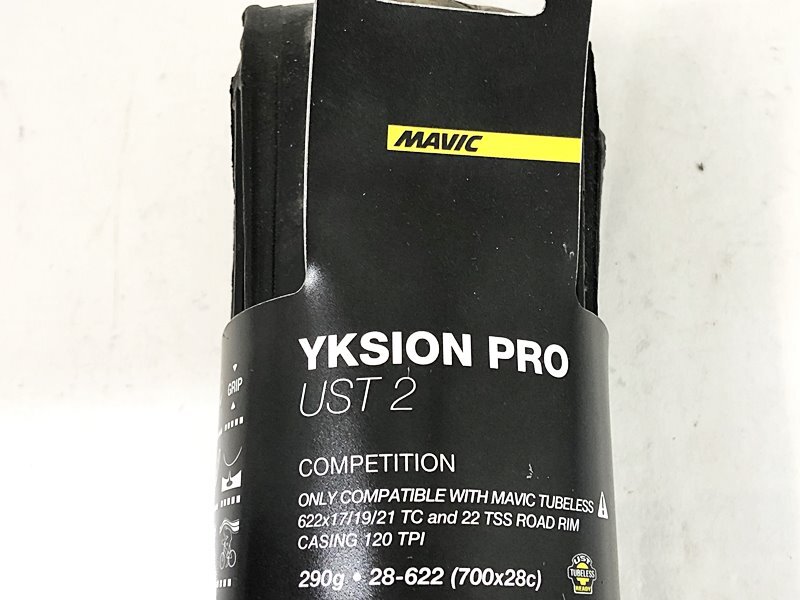 MAVIC
YKSION PRO
UST 2
GRIP
COMPETITION
ONLY COMPATIBLE WITH MAVIC TUBELESS
622x17/19/21 TC and 22 TSS ROAD RIM
CASING 120 TPI
290g • 28-622 (700x28c)
UST
TUBELESS
READY